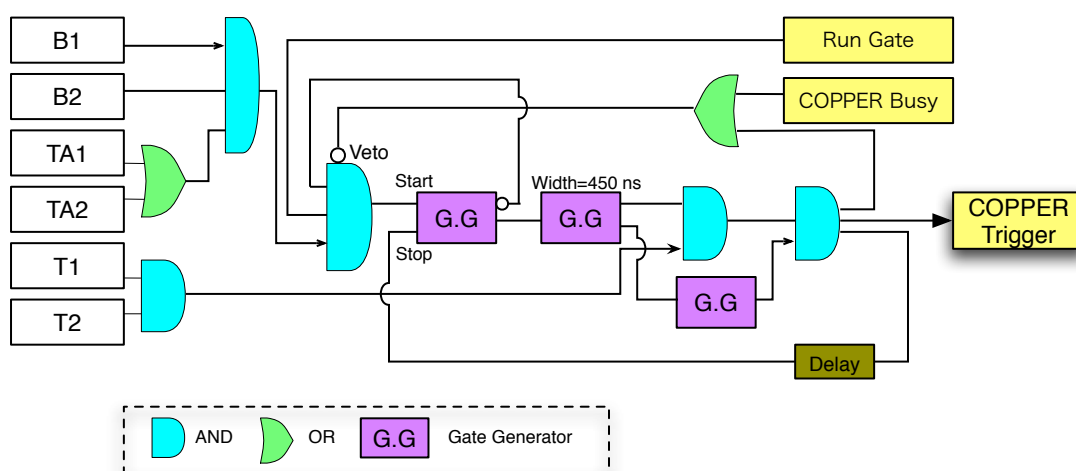 B1
B2
TA1
TA2
T1
T2
Run Gate
COPPER Busy
Veto
Start
G.G
Stop
Width=450 ns
G.G
G.G
COPPER
Trigger
Delay
AND
OR
G.G
Gate Generator